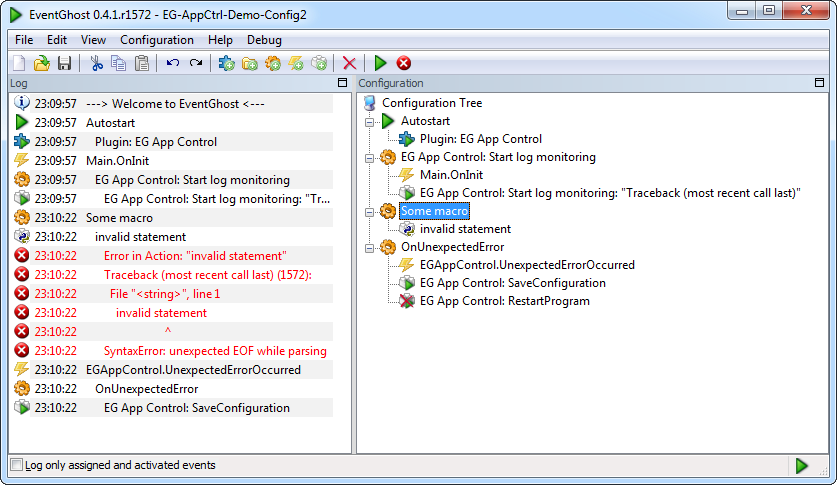 EventGhost 0.4.1.r1572 - EG-AppCtrl-Demo-Config2
File Edit View Configuration Help Debug
Log
23:09:57 ---> Welcome to EventGhost <---
23:09:57 Autostart
23:09:57 Plugin: EG App Control
23:09:57 Main.OnInit
23:09:57 EG App Control: Start log monitoring
23:09:57 EG App Control: Start log monitoring: "Tr...
23:10:22 Some macro
23:10:22 invalid statement
23:10:22 Error in Action: "invalid statement"
23:10:22 Traceback (most recent call last) (1572):
23:10:22 File "<string>", line 1
23:10:22 invalid statement
23:10:22 ^
23:10:22 SyntaxError: unexpected EOF while parsing
23:10:22 EGAppControl.UnexpectedErrorOccurred
23:10:22 OnUnexpectedError
23:10:22 EG App Control: SaveConfiguration
Configuration
Configuration Tree
Autostart
Plugin: EG App Control
EG App Control: Start log monitoring
Main.OnInit
EG App Control: Start log monitoring: "Traceback (most recent call last)"
Some macro
invalid statement
OnUnexpectedError
EGAppControl.UnexpectedErrorOccurred
EG App Control: SaveConfiguration
EG App Control: RestartProgram
Log only assigned and activated events